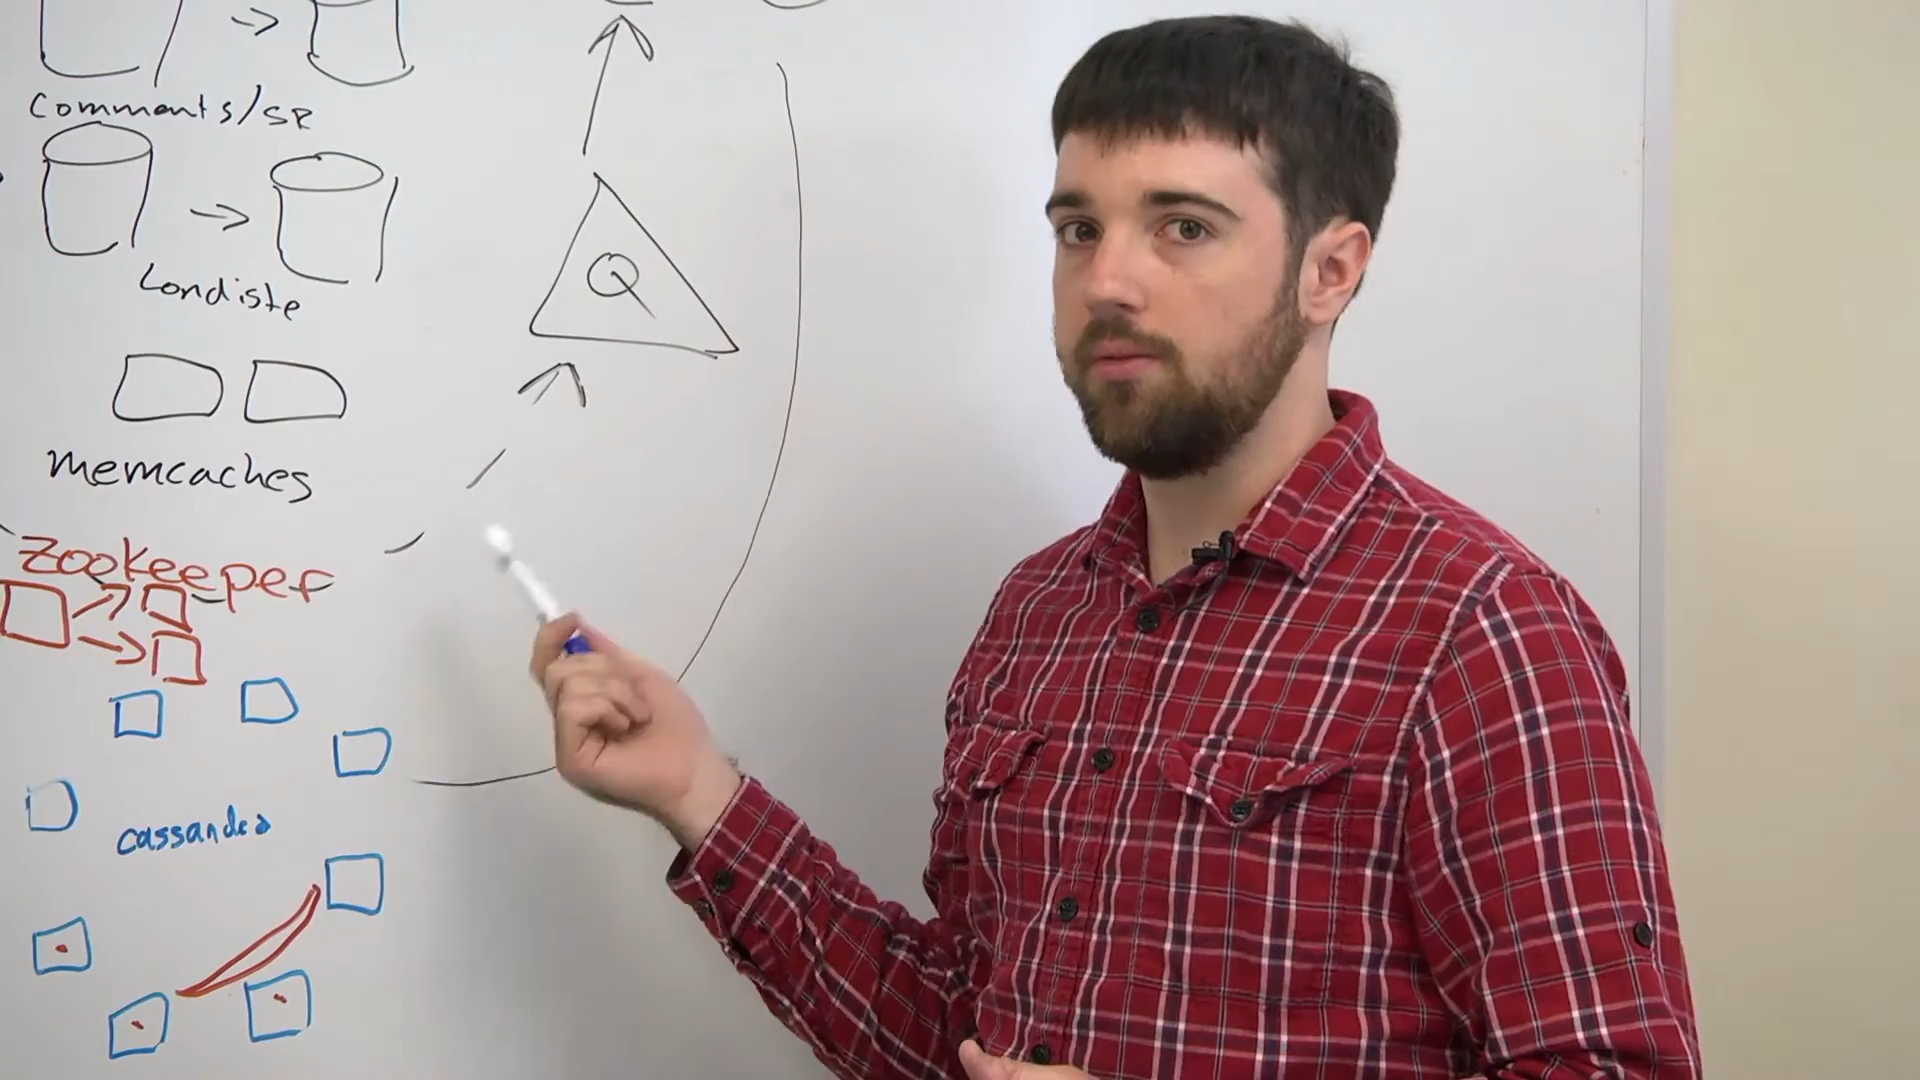 Comments/SR
Londiste
Q
memcaches
Zookeeper
cassandra